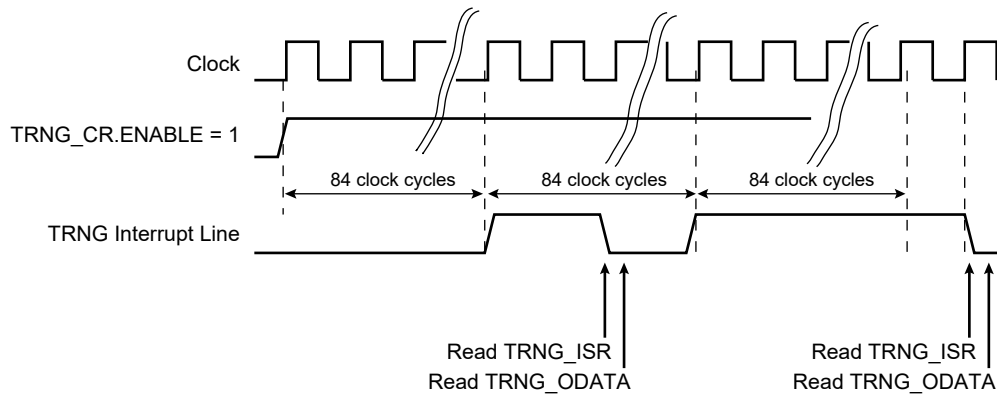 Clock
TRNG_CR.ENABLE = 1
84 clock cycles
84 clock cycles
84 clock cycles
TRNG Interrupt Line
Read TRNG_ISR
Read TRNG_ODATA
Read TRNG_ISR
Read TRNG_ODATA